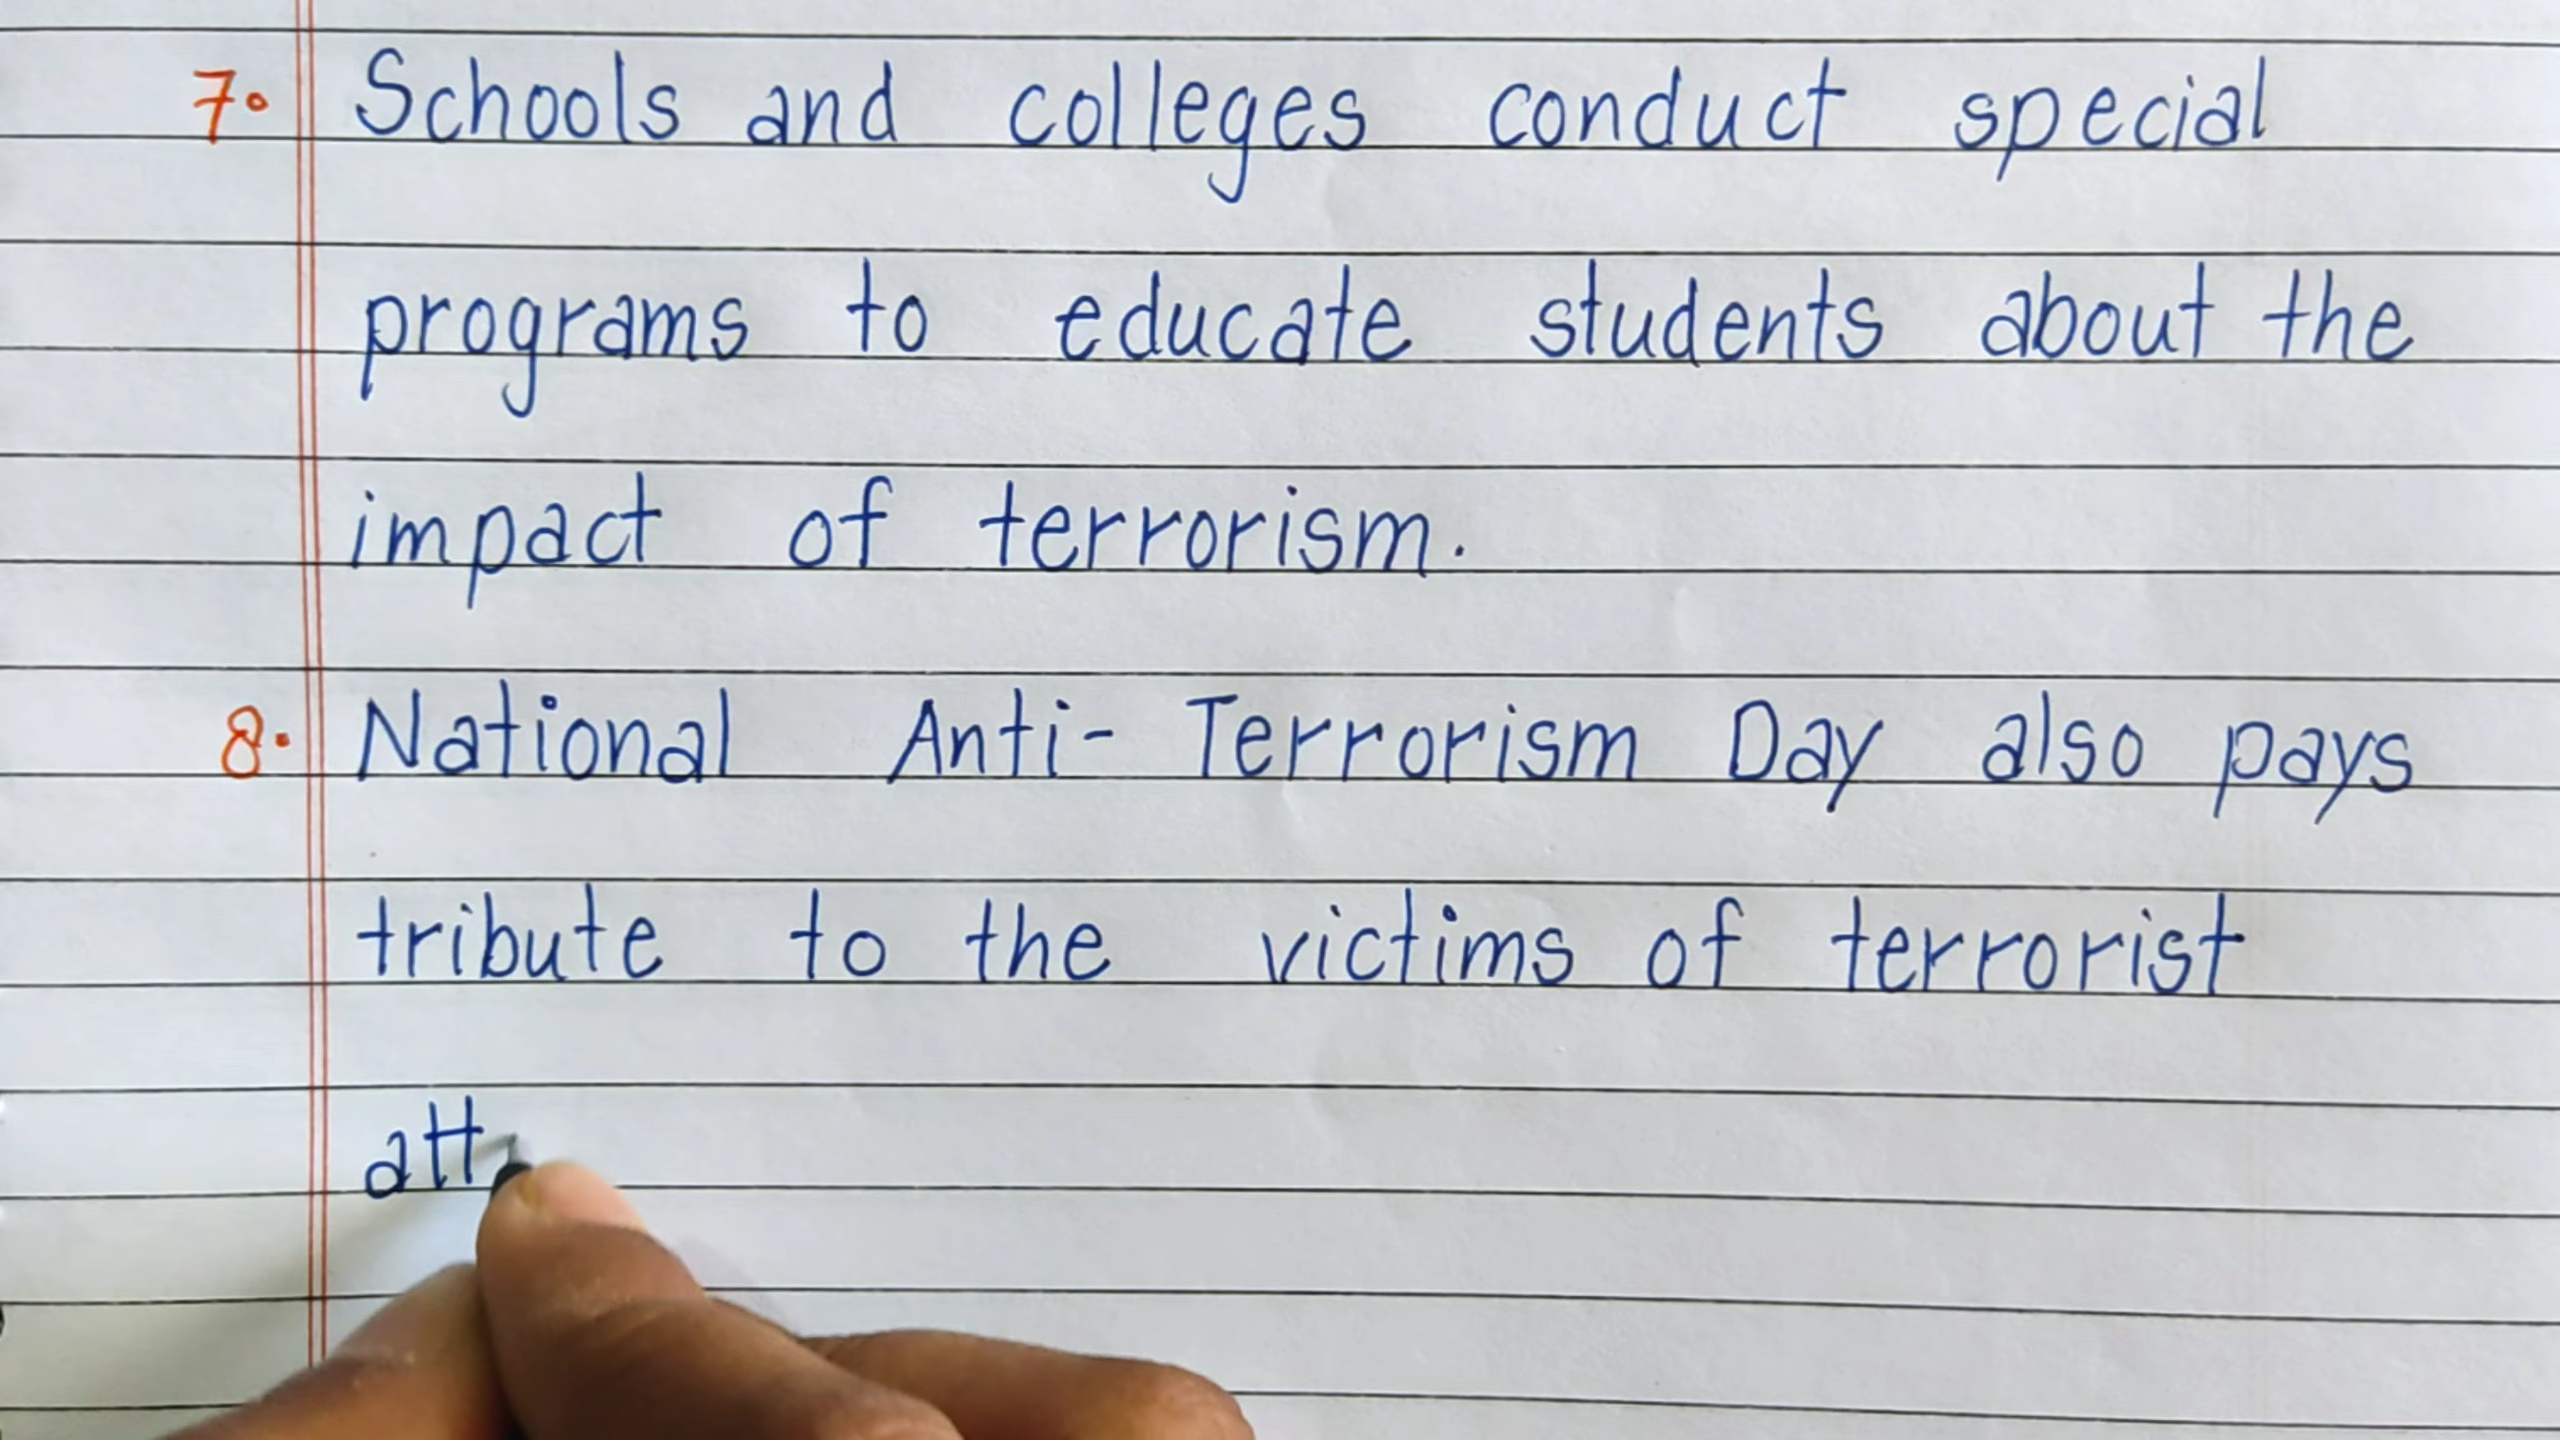 7. Schools and colleges conduct special
programs to educate students about the
impact of terrorism.
8. National Anti-Terrorism Day also pays
tribute to the victims of terrorist
att